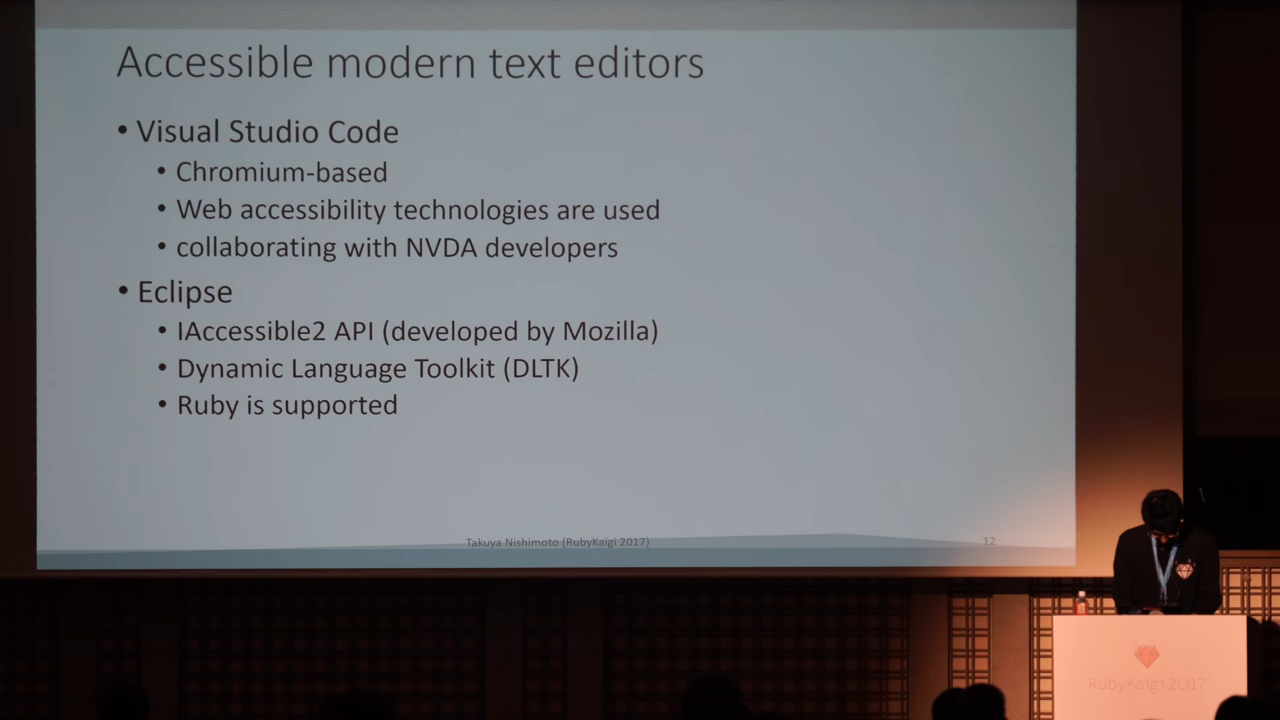 Accessible modern text editors
• Visual Studio Code
• Chromium-based
• Web accessibility technologies are used
• collaborating with NVDA developers
• Eclipse
• IAccessible2 API (developed by Mozilla)
• Dynamic Language Toolkit (DLTK)
• Ruby is supported
Takuya Nishimoto (RubyKaigi 2017)
12
RubyKaigi 2017